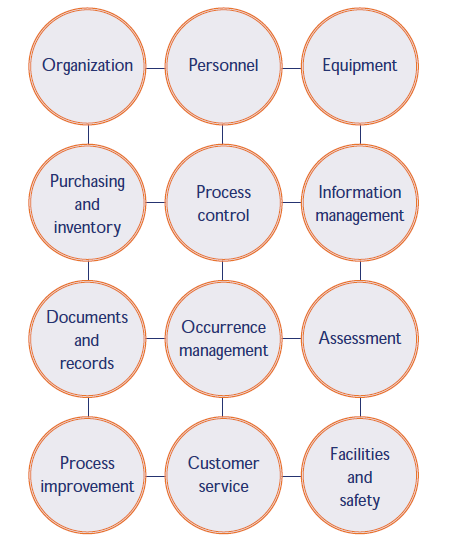 Organization
Personnel
Equipment
Purchasing
and
inventory
Process
control
Information
management
Documents
and
records
Occurrence
management
Assessment
Process
improvement
Customer
service
Facilities
and
safety